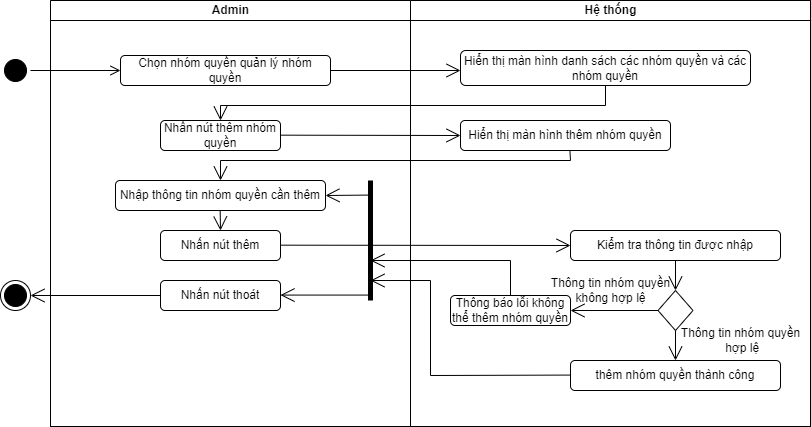 Admin
Hệ thống
Chọn nhóm quyền quản lý nhóm
quyền
Hiển thị màn hình danh sách các nhóm quyền và các
nhóm quyền
Nhấn nút thêm nhóm
quyền
Hiển thị màn hình thêm nhóm quyền
Nhập thông tin nhóm quyền cần thêm
Nhấn nút thêm
Kiểm tra thông tin được nhập
Nhấn nút thoát
Thông tin nhóm quyền
không hợp lệ
Thông báo lỗi không
thể thêm nhóm quyền
Thông tin nhóm quyền
hợp lệ
thêm nhóm quyền thành công